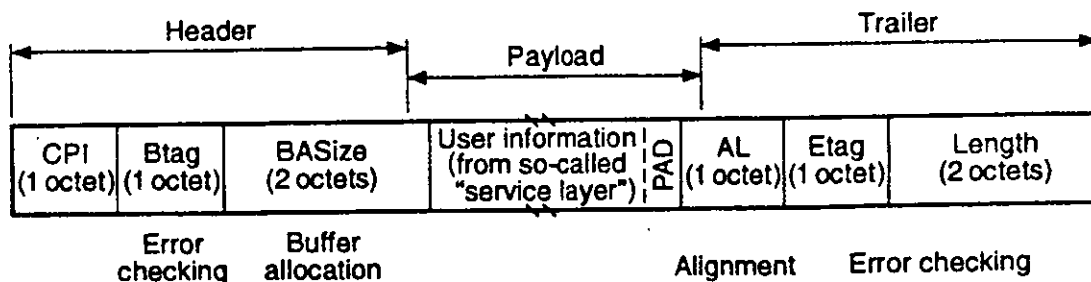 Header
Trailer
Payload
CPI
(1 octet)
Btag
(1 octet)
BASize
(2 octets)
User information
(from so-called
"service layer")
PAD
AL
(1 octet)
Etag
(1 octet)
Length
(2 octets)
Error
checking
Buffer
allocation
Alignment
Error checking